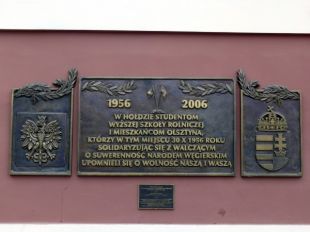 1956 2006
W HOŁDZIE STUDENTOM
WYŻSZEJ SZKOŁY ROLNICZEJ
I MIESZKAŃCOM OLSZTYNA,
KTÓRZY W TYM MIEJSCU 30 X 1956 ROKU
SOLIDARYZUJĄC SIĘ Z WALCZĄCYM
O SUWERENNOŚĆ NARODEM WĘGIERSKIM
UPOMNIELI SIĘ O WOLNOŚĆ NASZĄ I WASZĄ